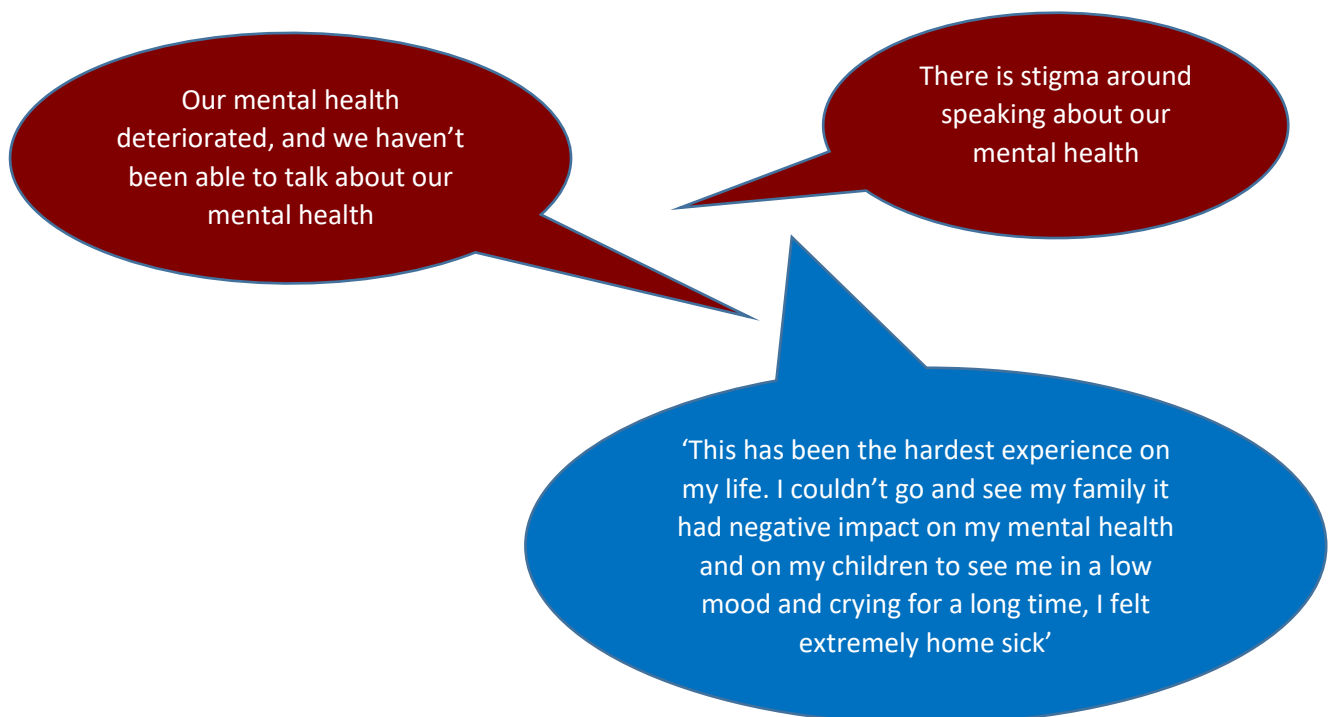 Our mental health
deteriorated, and we haven’t
been able to talk about our
mental health
There is stigma around
speaking about our
mental health
‘This has been the hardest experience on
my life. I couldn’t go and see my family it
had negative impact on my mental health
and on my children to see me in a low
mood and crying for a long time, I felt
extremely home sick’